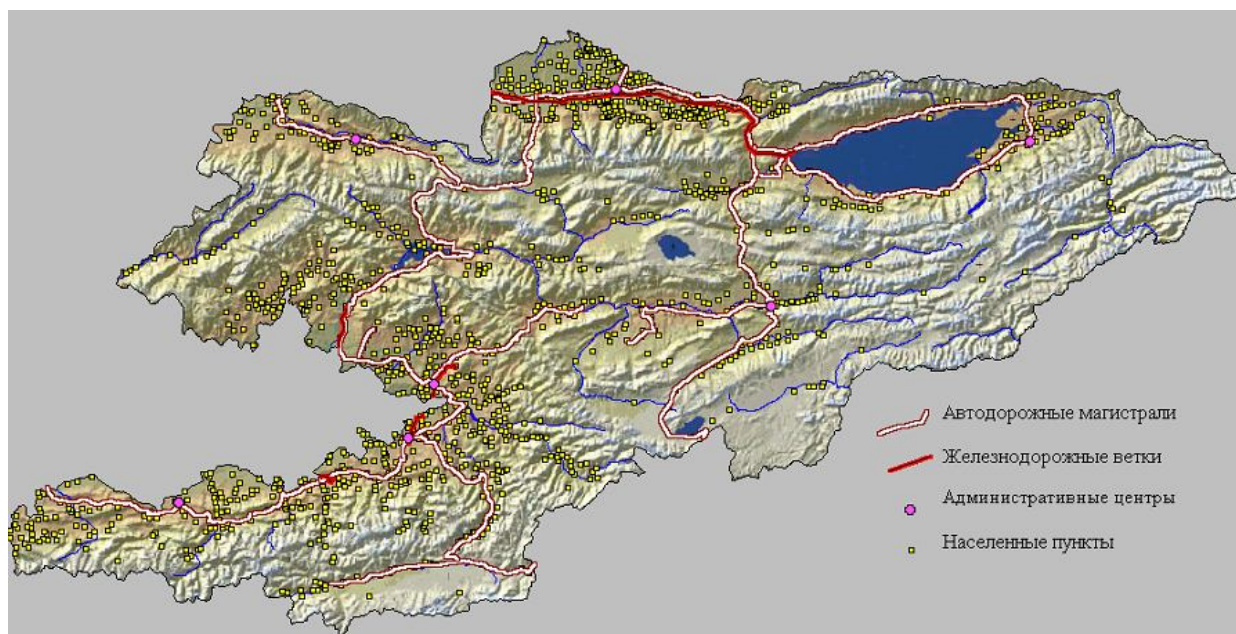 Автодорожные магистрали
Железнодорожные ветки
Административные центры
Населенные пункты